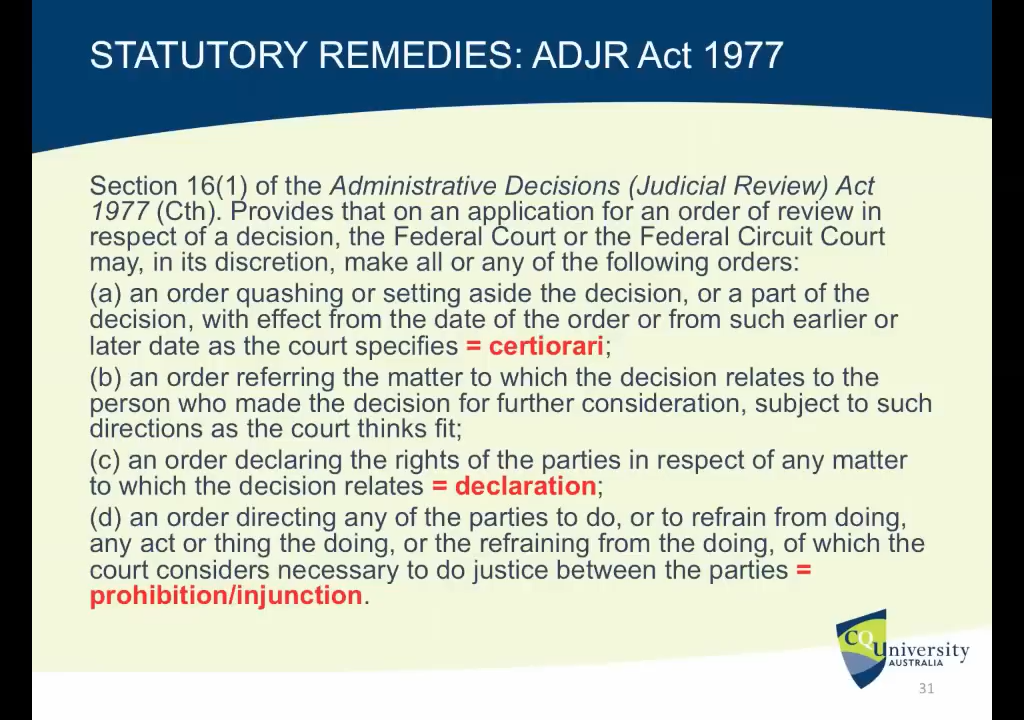 STATUTORY REMEDIES: ADJR Act 1977
Section 16(1) of the Administrative Decisions (Judicial Review) Act
1977 (Cth). Provides that on an application for an order of review in
respect of a decision, the Federal Court or the Federal Circuit Court
may, in its discretion, make all or any of the following orders:
(a) an order quashing or setting aside the decision, or a part of the
decision, with effect from the date of the order or from such earlier or
later date as the court specifies = certiorari;
(b) an order referring the matter to which the decision relates to the
person who made the decision for further consideration, subject to such
directions as the court thinks fit;
(c) an order declaring the rights of the parties in respect of any matter
to which the decision relates = declaration;
(d) an order directing any of the parties to do, or to refrain from doing,
any act or thing the doing, or the refraining from the doing, of which the
court considers necessary to do justice between the parties =
prohibition/injunction.
CQUniversity
AUSTRALIA
31